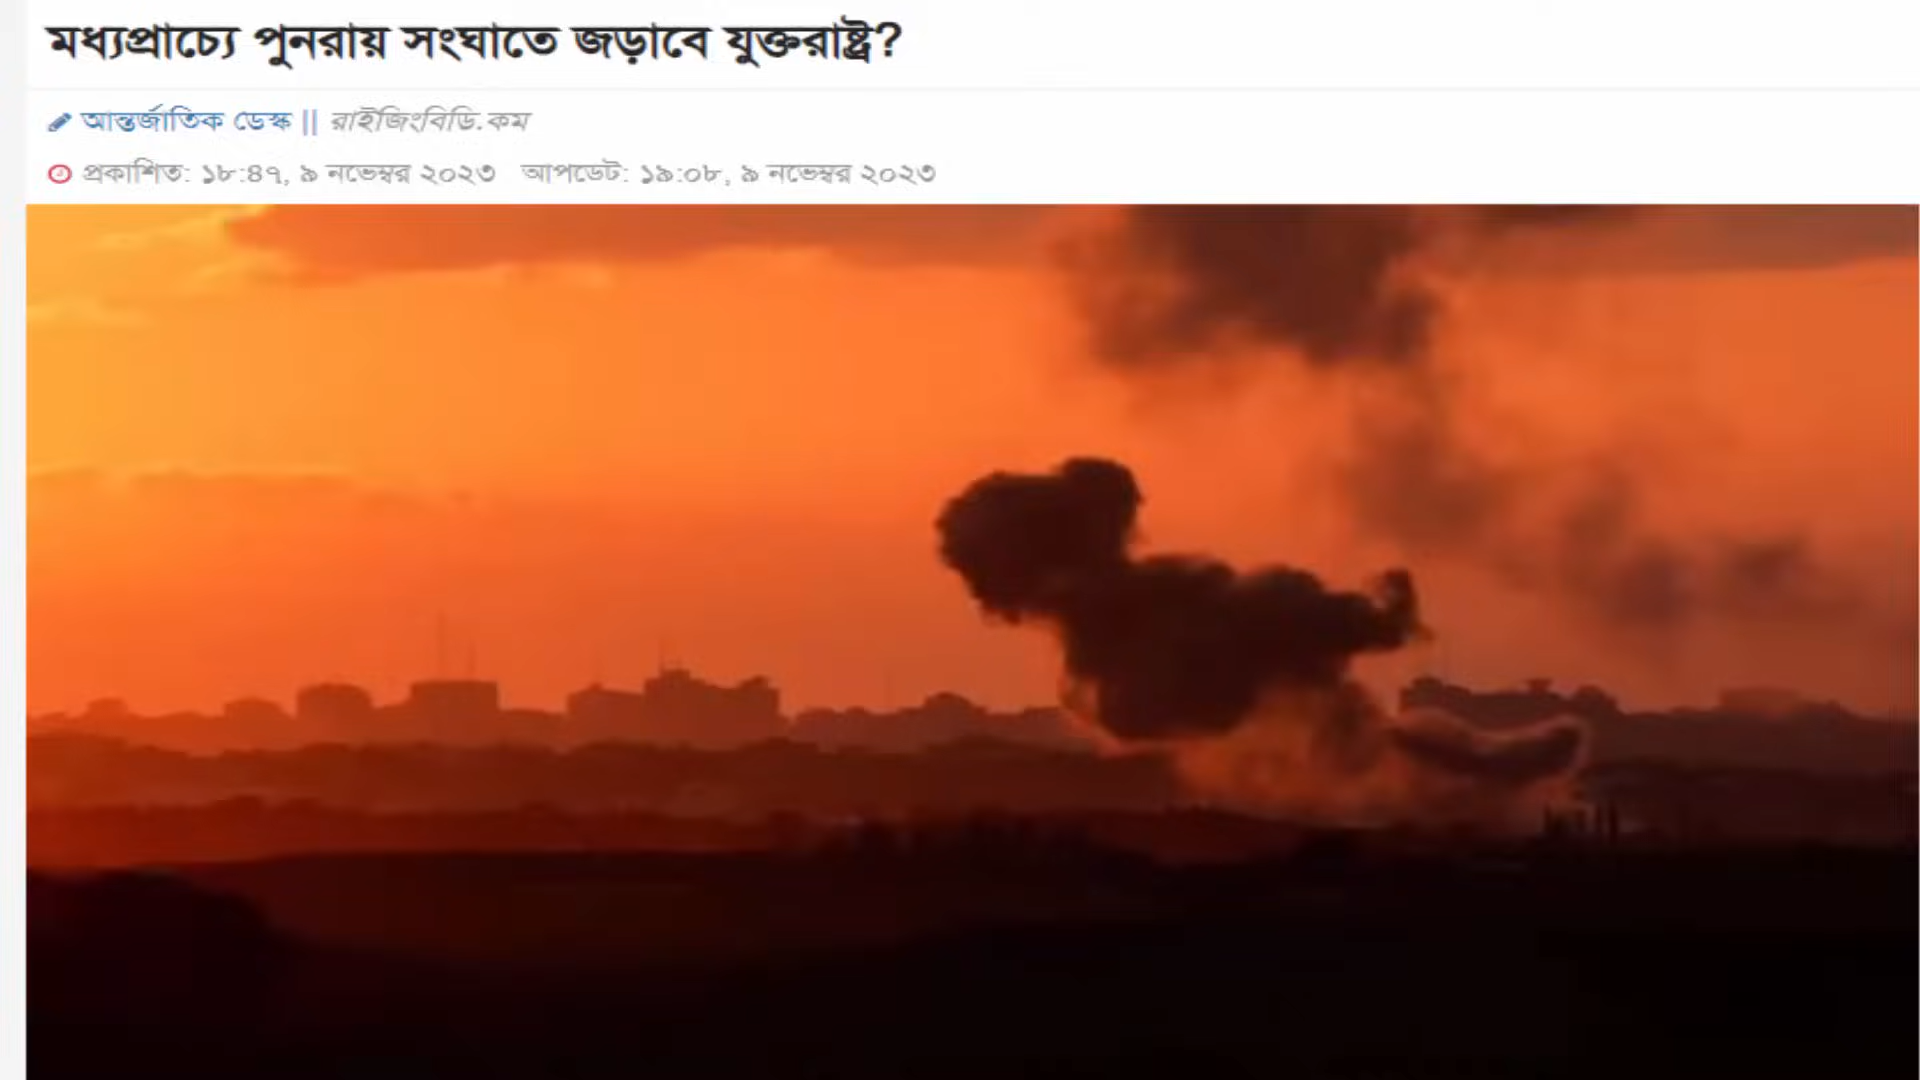 মধ্যপ্রাচ্যে পুনরায় সংঘাতে জড়াবে যুক্তরাষ্ট্র?
আন্তর্জাতিক ডেস্ক || রাইজিংবিডি.কম
প্রকাশিত: ১৮:৪৭, ৯ নভেম্বর ২০২৩ আপডেট: ১৯:০৮, ৯ নভেম্বর ২০২৩